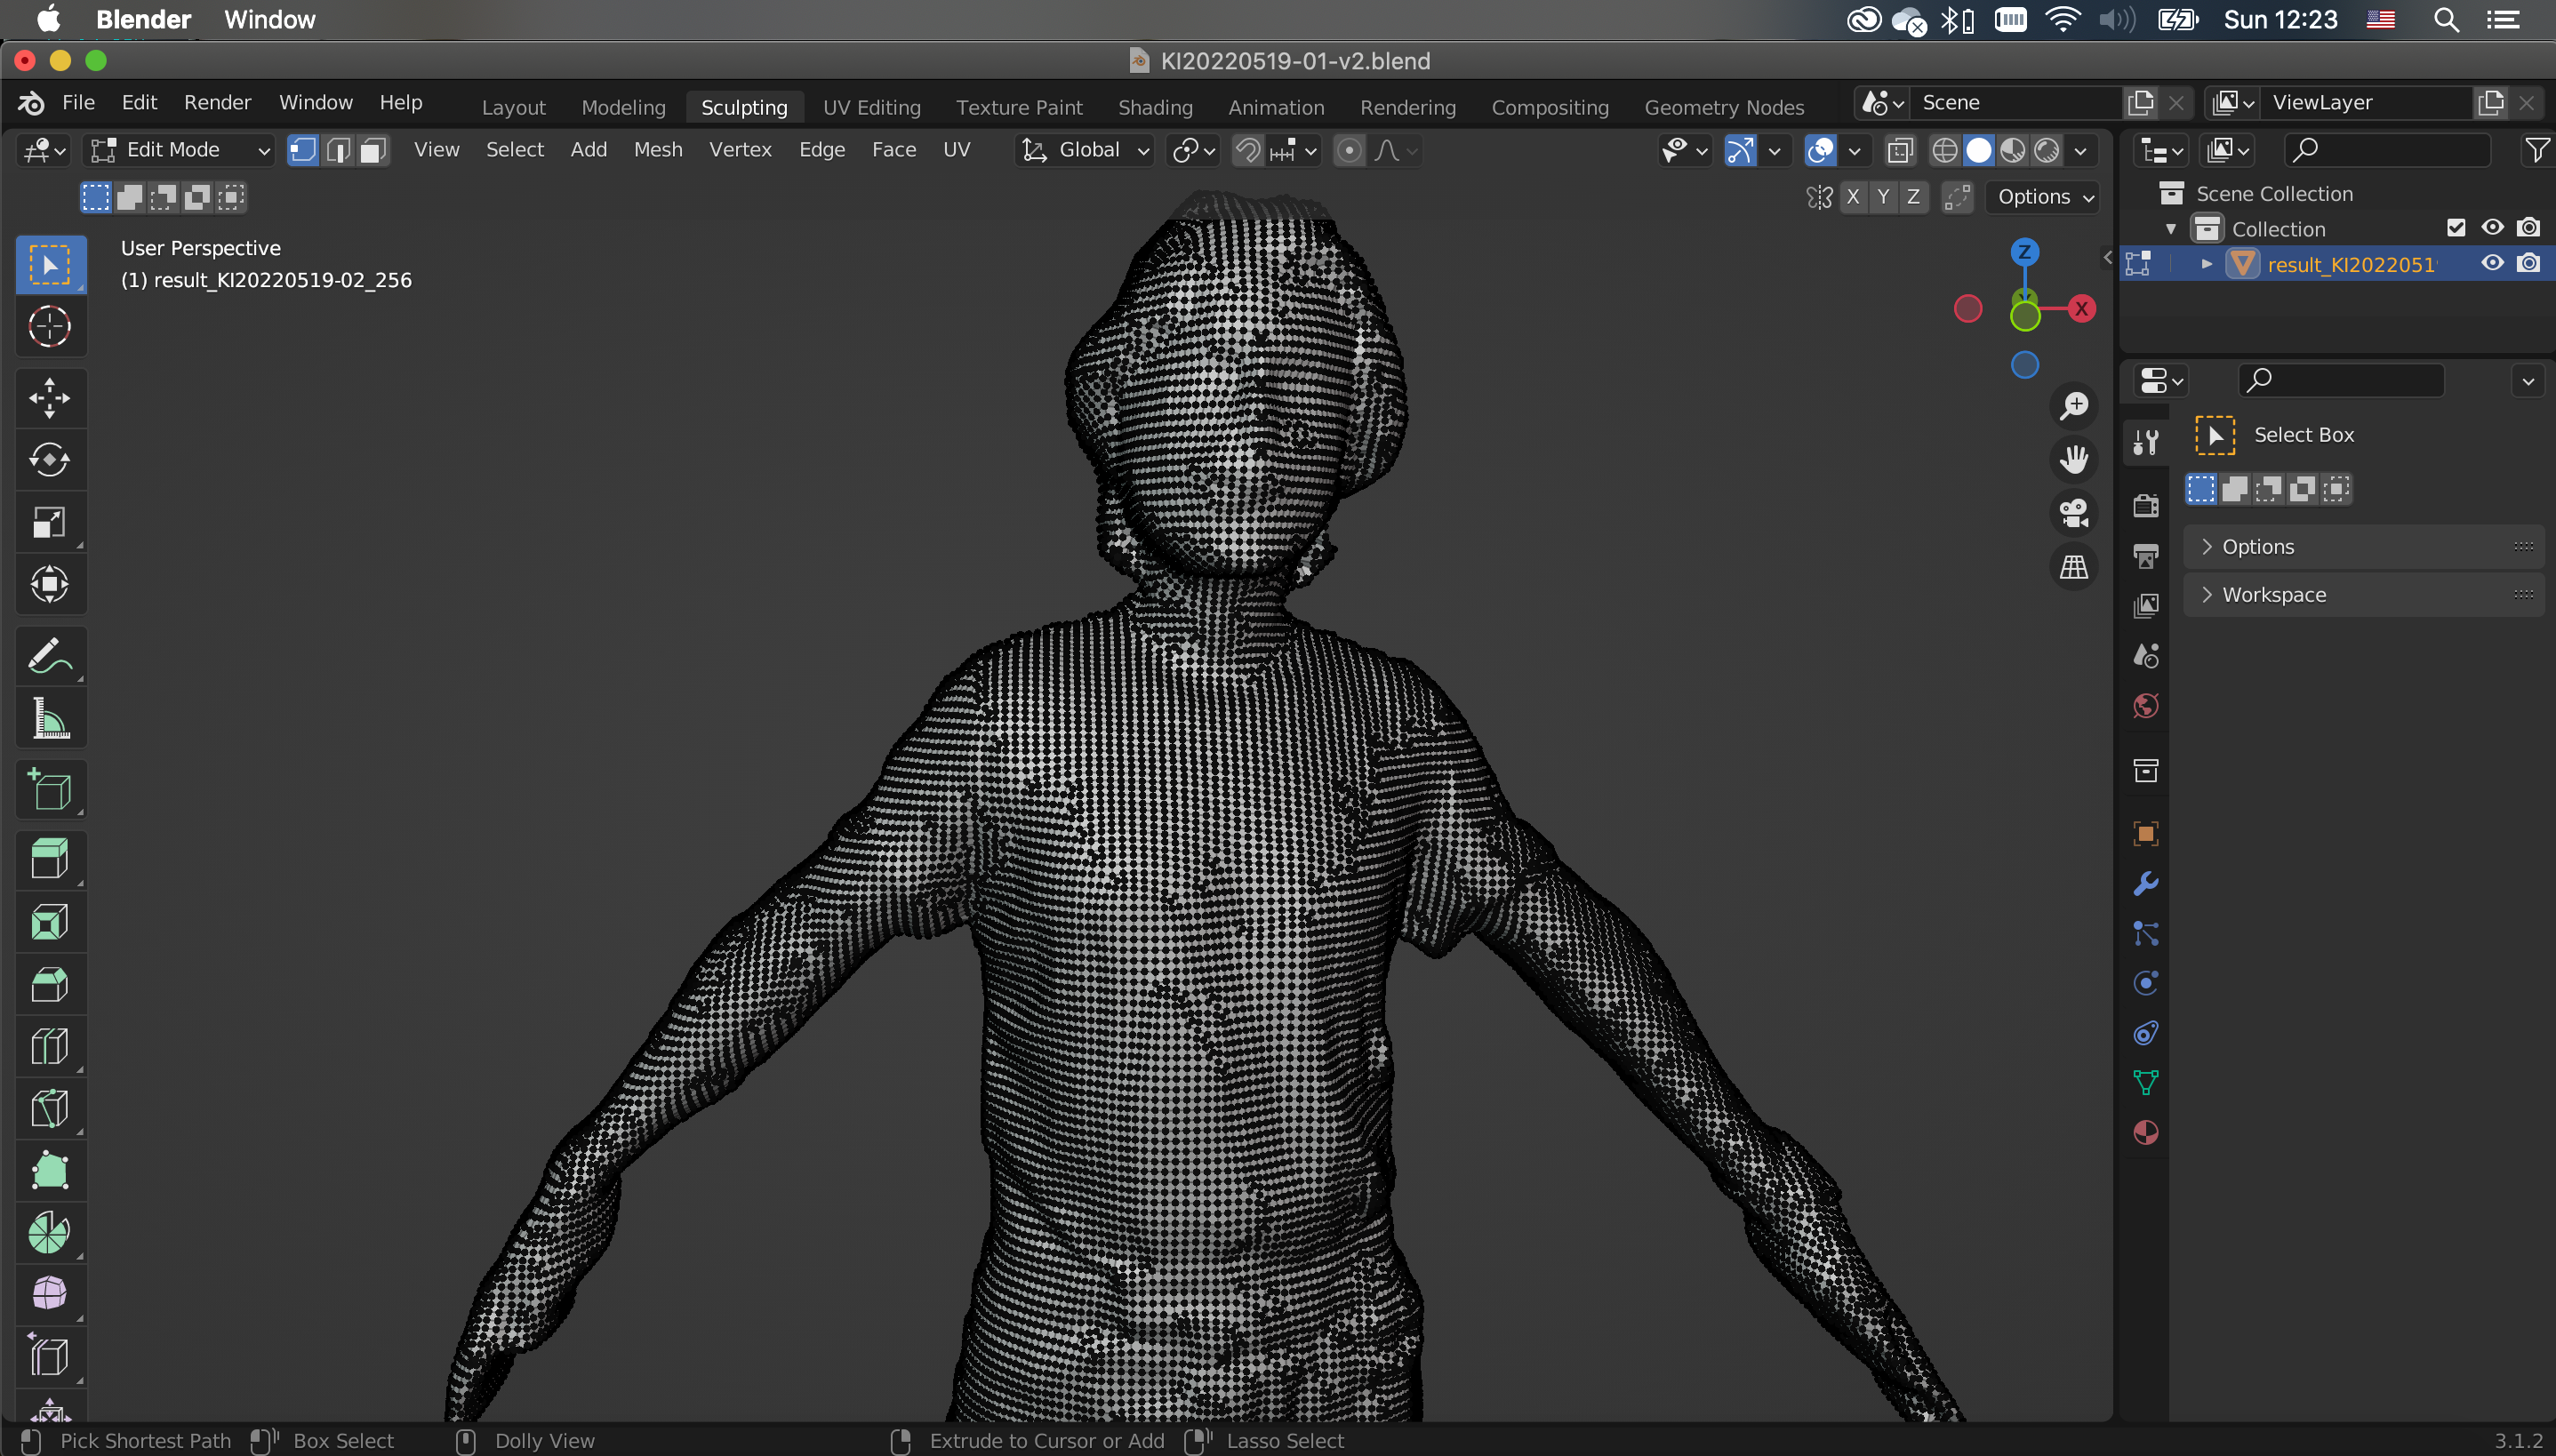 Blender Window Sun 12:23
KI20220519-01-v2.blend
File Edit Render Window Help Layout Modeling Sculpting UV Editing Texture Paint Shading Animation Rendering Compositing Geometry Nodes Scene ViewLayer
Edit Mode View Select Add Mesh Vertex Edge Face UV Global
X Y Z Options
User Perspective
(1) result_KI20220519-02_256
Z
X
Scene Collection
Collection
result_KI2022051
Select Box
Options
Workspace
Pick Shortest Path Box Select Dolly View Extrude to Cursor or Add Lasso Select 3.1.2